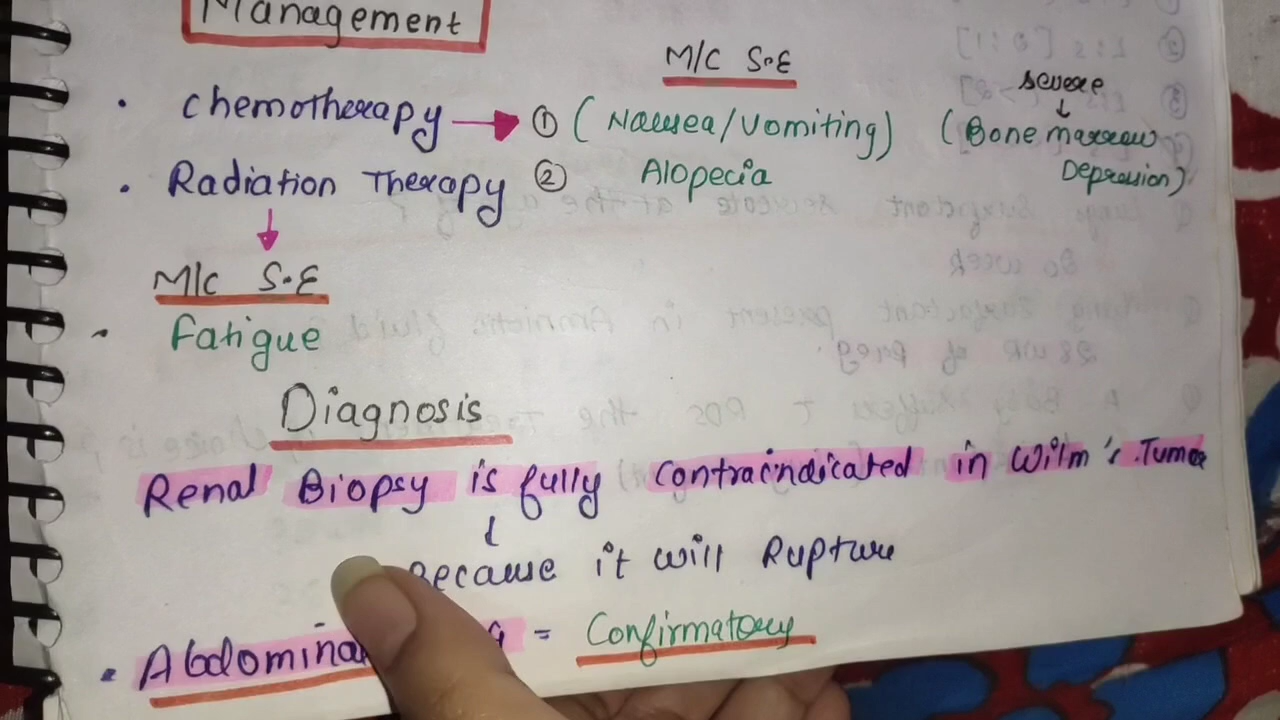 Management
M/C S.E
severe
• Chemotherapy → ① (Nausea/Vomiting) (Bone marrow
• Radiation Therapy ② Alopecia Depression)
M/C S.E
• Fatigue
Diagnosis
Renal Biopsy is fully Contraindicated in Wilm's Tumor
Because it will Rupture
• Abdomina = Confirmatory